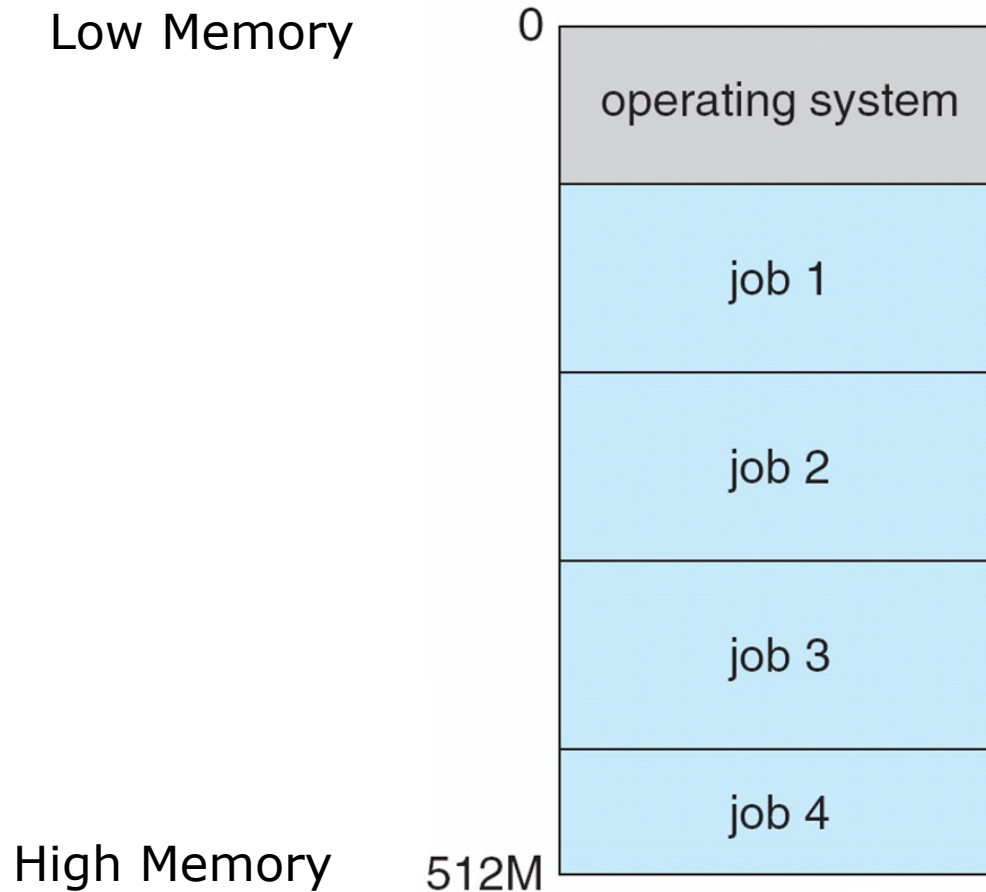 Low Memory
0
operating system
job 1
job 2
job 3
job 4
High Memory
512M